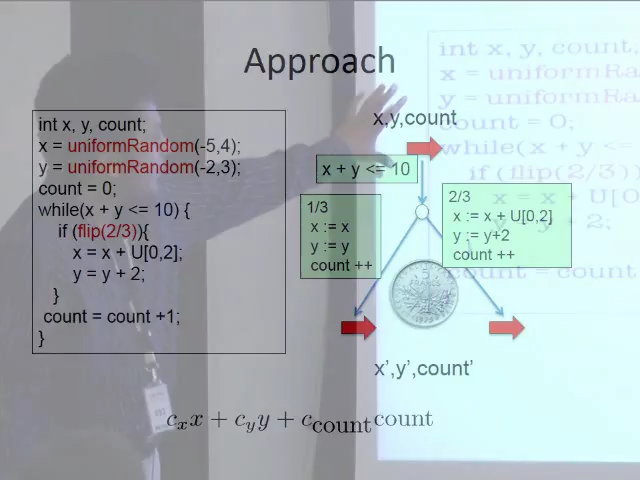 Approach
int x, y, count;
x = uniformRandom(-5,4);
y = uniformRandom(-2,3);
count = 0;
while(x + y <= 10) {
if (flip(2/3)){
x = x + U[0,2];
y = y + 2;
}
count = count +1;
}
x,y,count
x + y <= 10
1/3
x := x
y := y
count ++
2/3
x := x + U[0,2]
y := y+2
count ++
5
FRANCS
x’,y’,count’
c_x x + c_y y + c_count count
int x, y, count,
x = uniformRa
y = uniformRa
count = 0;
while(x + y <=
if (flip(2/3)
x = x + U[0
y + 2;
count = count